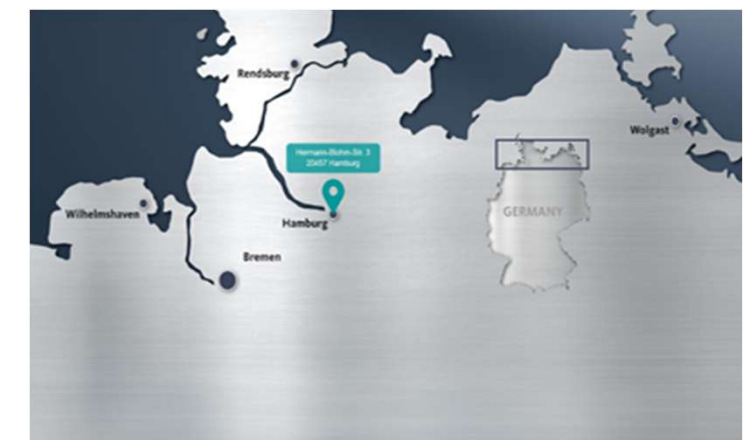 Rendsburg
Wolgast
Hermann-Blohm-Str. 3
20457 Hamburg
Wilhelmshaven
GERMANY
Hamburg
Bremen